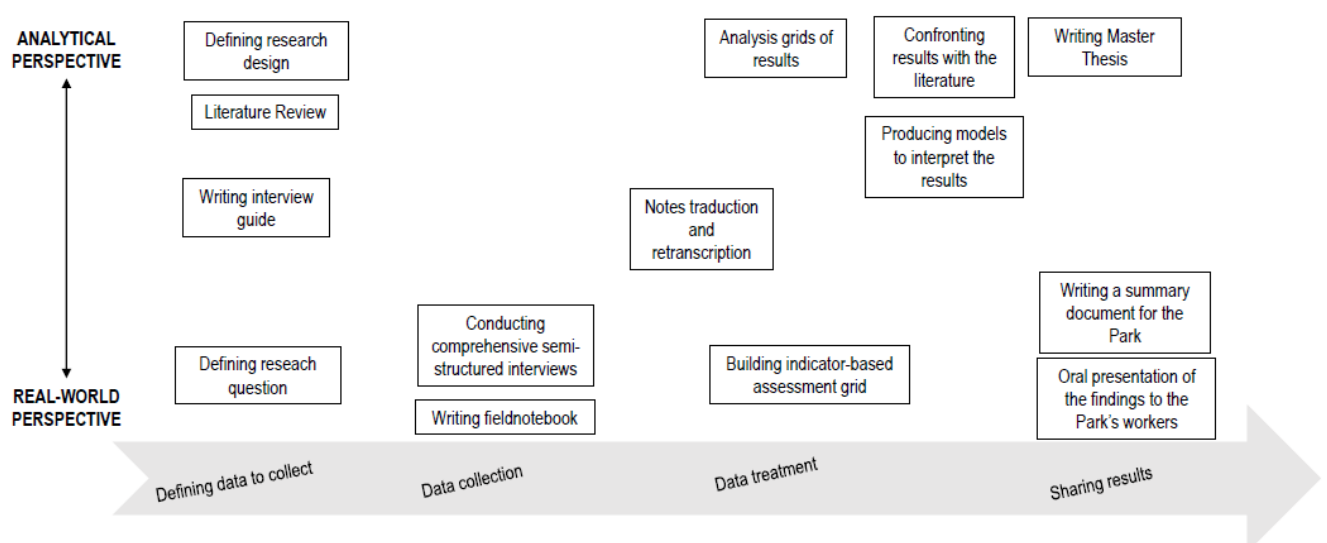 ANALYTICAL
PERSPECTIVE
Defining research
design
Literature Review
Writing interview
guide
Defining reseach
question
Conducting
comprehensive semi-
structured interviews
Writing fieldnotebook
Notes traduction
and
retranscription
Analysis grids of
results
Confronting
results with the
literature
Producing models
to interpret the
results
Building indicator-based
assessment grid
Writing Master
Thesis
Writing a summary
document for the
Park
Oral presentation of
the findings to the
Park's workers
REAL-WORLD
PERSPECTIVE
Defining data to collect
Data collection
Data treatment
Sharing results